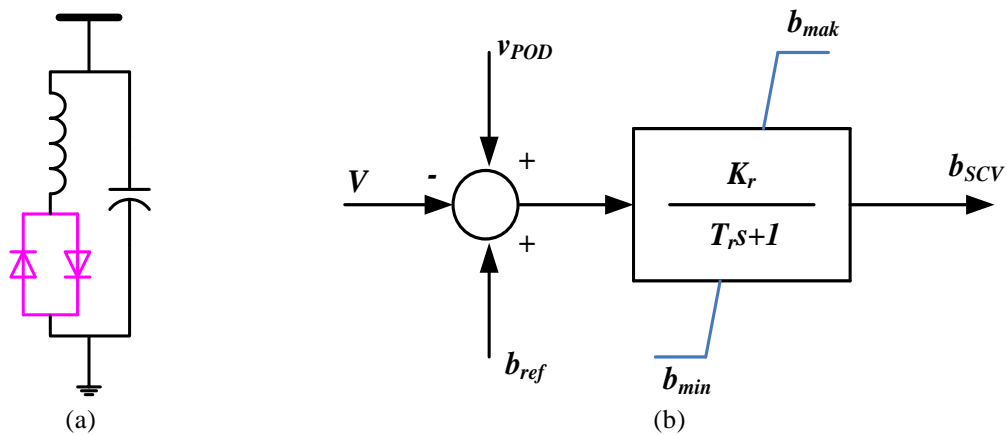 v_POD
b_mak
+
V
-
K_r
T_rs+1
b_SCV
+
b_ref
b_min
(a)
(b)